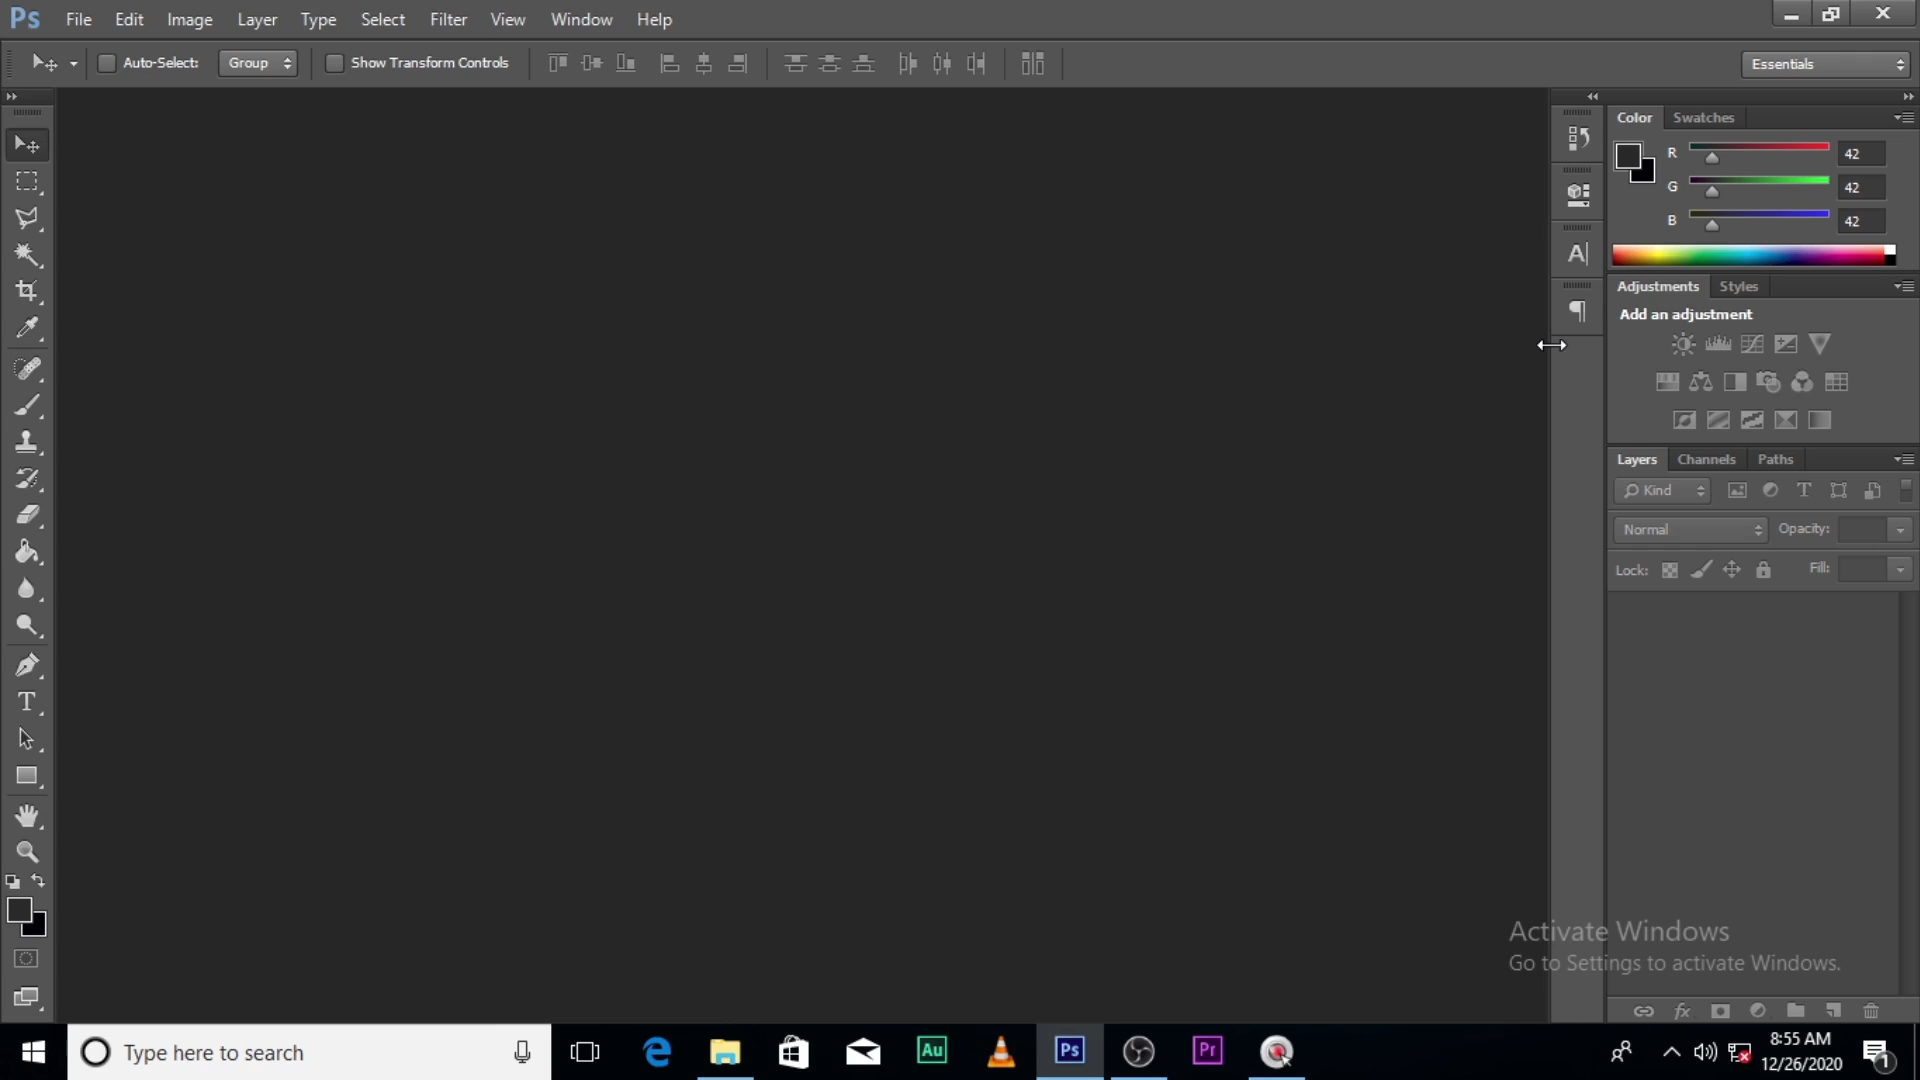 Ps File Edit Image Layer Type Select Filter View Window Help
Auto-Select: Group Show Transform Controls Essentials
Color Swatches
R 42
G 42
B 42
Adjustments Styles
Add an adjustment
Layers Channels Paths
Kind
Normal Opacity:
Lock: Fill:
Activate Windows
Go to Settings to activate Windows.
Type here to search
Au
Ps
Pr
8:55 AM
12/26/2020
1